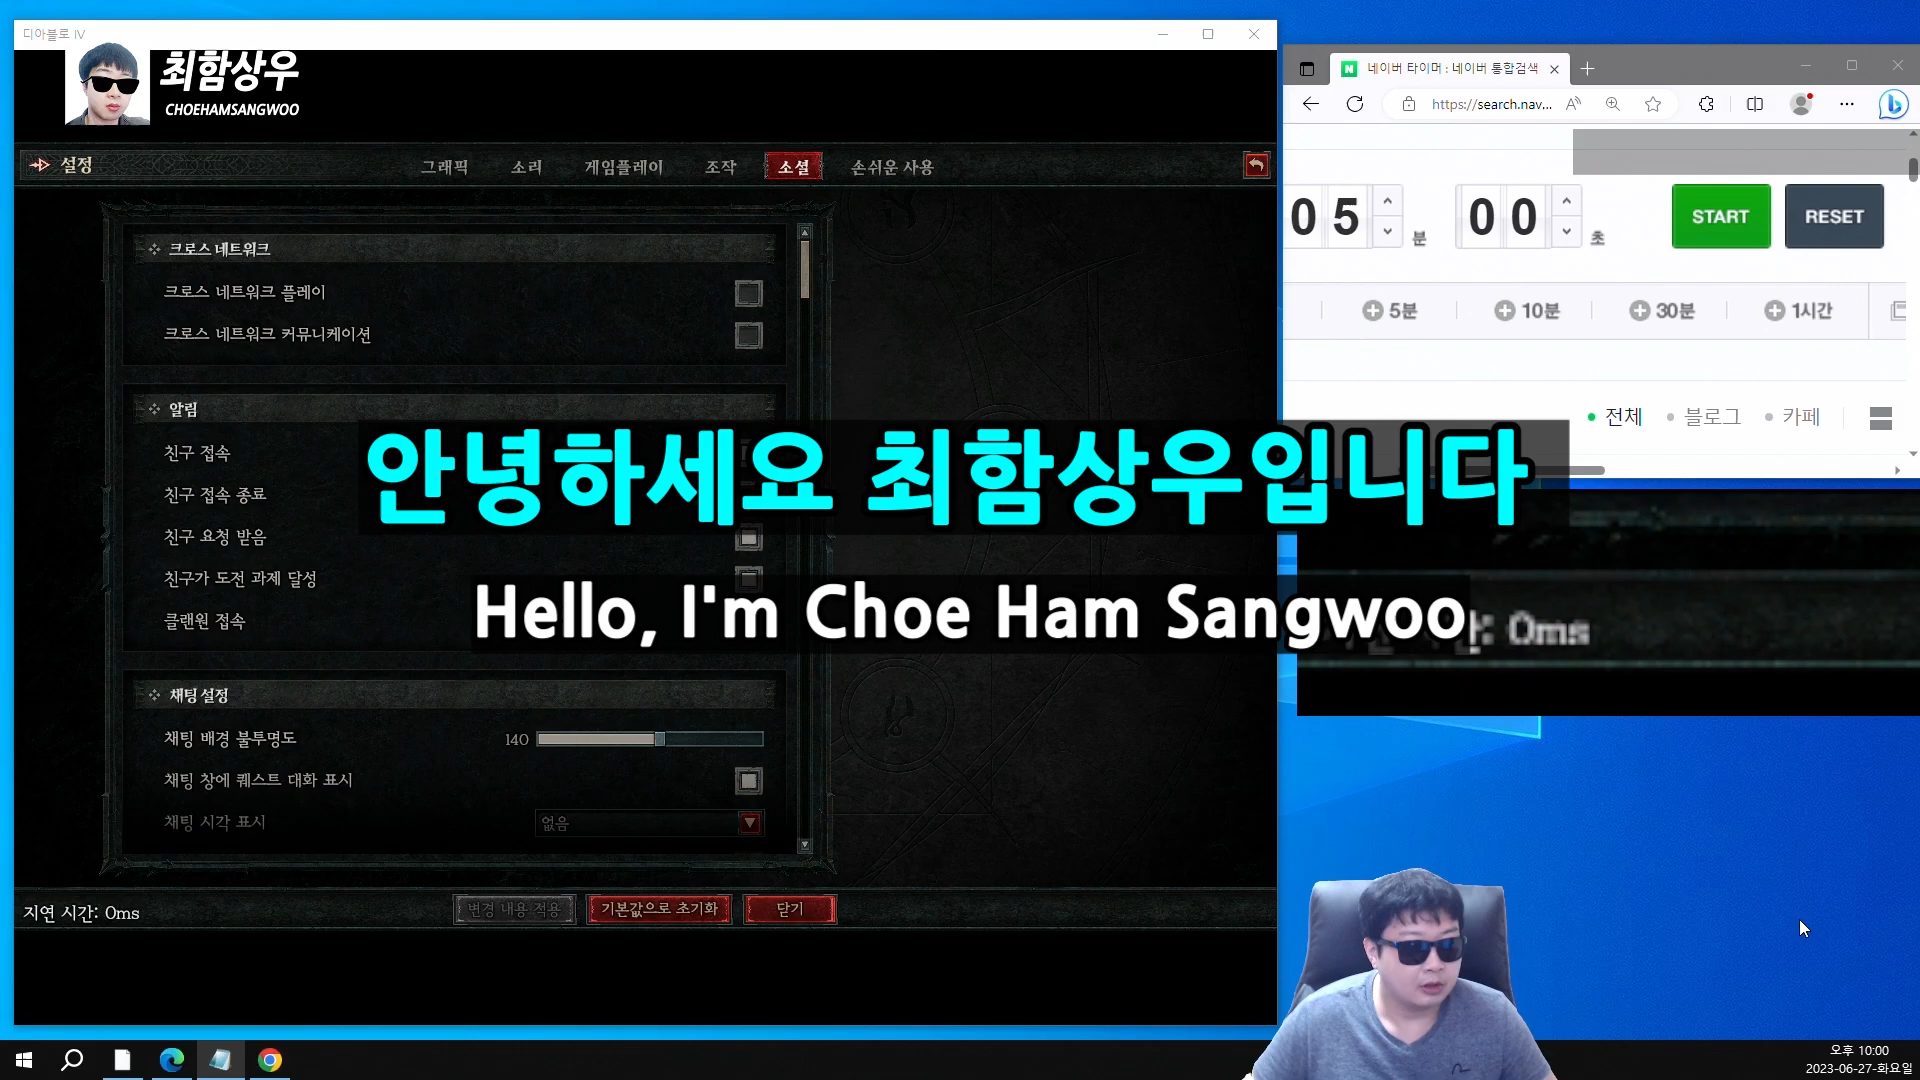 디아블로 IV
최함상우
CHOEHAMSANGWOO
설정
그래픽
소리
게임플레이
조작
소셜
손쉬운 사용
크로스 네트워크
크로스 네트워크 플레이
크로스 네트워크 커뮤니케이션
알림
친구 접속
친구 접속 종료
친구 요청 받음
친구가 도전 과제 달성
클랜원 접속
채팅 설정
채팅 배경 불투명도
140
채팅 창에 퀘스트 대화 표시
채팅 시각 표시
없음
지연 시간: 0ms
변경 내용 적용
기본값으로 초기화
닫기
안녕하세요 최함상우입니다
Hello, I'm Choe Ham Sangwoo
네이버 타이머 : 네이버 통합검색
https://search.nav...
05
분
00
초
START
RESET
5분
10분
30분
1시간
전체
블로그
카페
: 0ms
오후 10:00
2023-06-27-화요일